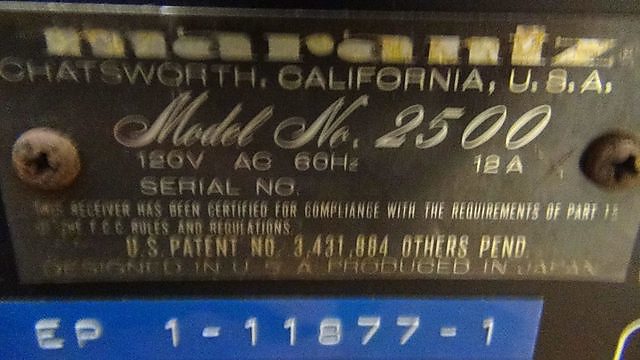 marantz
CHATSWORTH, CALIFORNIA, U.S.A.
Model No. 2500
120V AC 60Hz 12A
SERIAL NO.
THIS RECEIVER HAS BEEN CERTIFIED FOR COMPLIANCE WITH THE REQUIREMENTS OF PART 15
OF THE F.C.C RULES AND REGULATIONS
U.S. PATENT NO. 3,431,884 OTHERS PEND.
DESIGNED IN U S A PRODUCED IN JAPAN
EP 1-11877-1